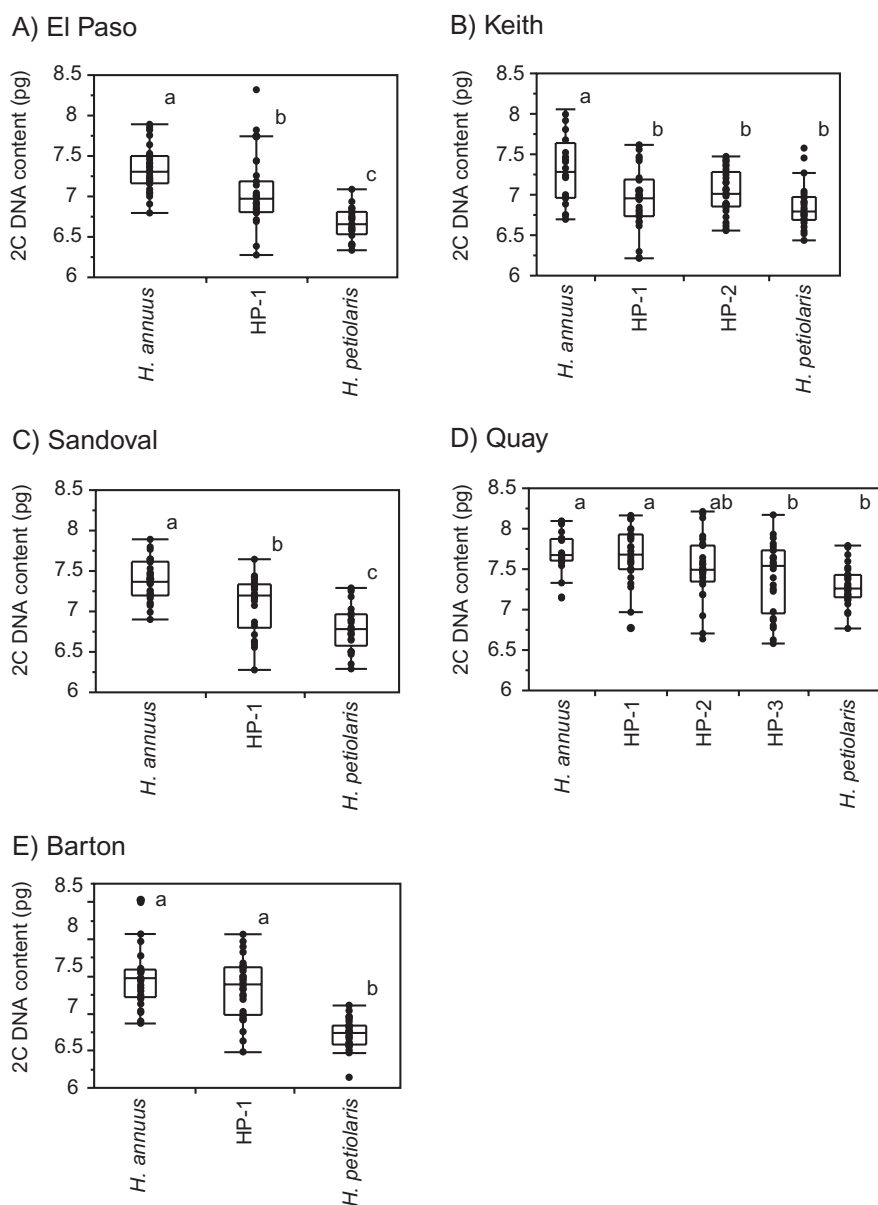 A) El Paso
2C DNA content (pg)
8.5
8
7.5
7
6.5
6
a
b
c
H. annuus
HP-1
H. petiolaris
B) Keith
2C DNA content (pg)
8.5
8
7.5
7
6.5
6
a
b
b
b
H. annuus
HP-1
HP-2
H. petiolaris
C) Sandoval
2C DNA content (pg)
8.5
8
7.5
7
6.5
6
a
b
c
H. annuus
HP-1
H. petiolaris
D) Quay
2C DNA content (pg)
8.5
8
7.5
7
6.5
6
a
a
ab
b
b
H. annuus
HP-1
HP-2
HP-3
H. petiolaris
E) Barton
2C DNA content (pg)
8.5
8
7.5
7
6.5
6
a
a
b
H. annuus
HP-1
H. petiolaris